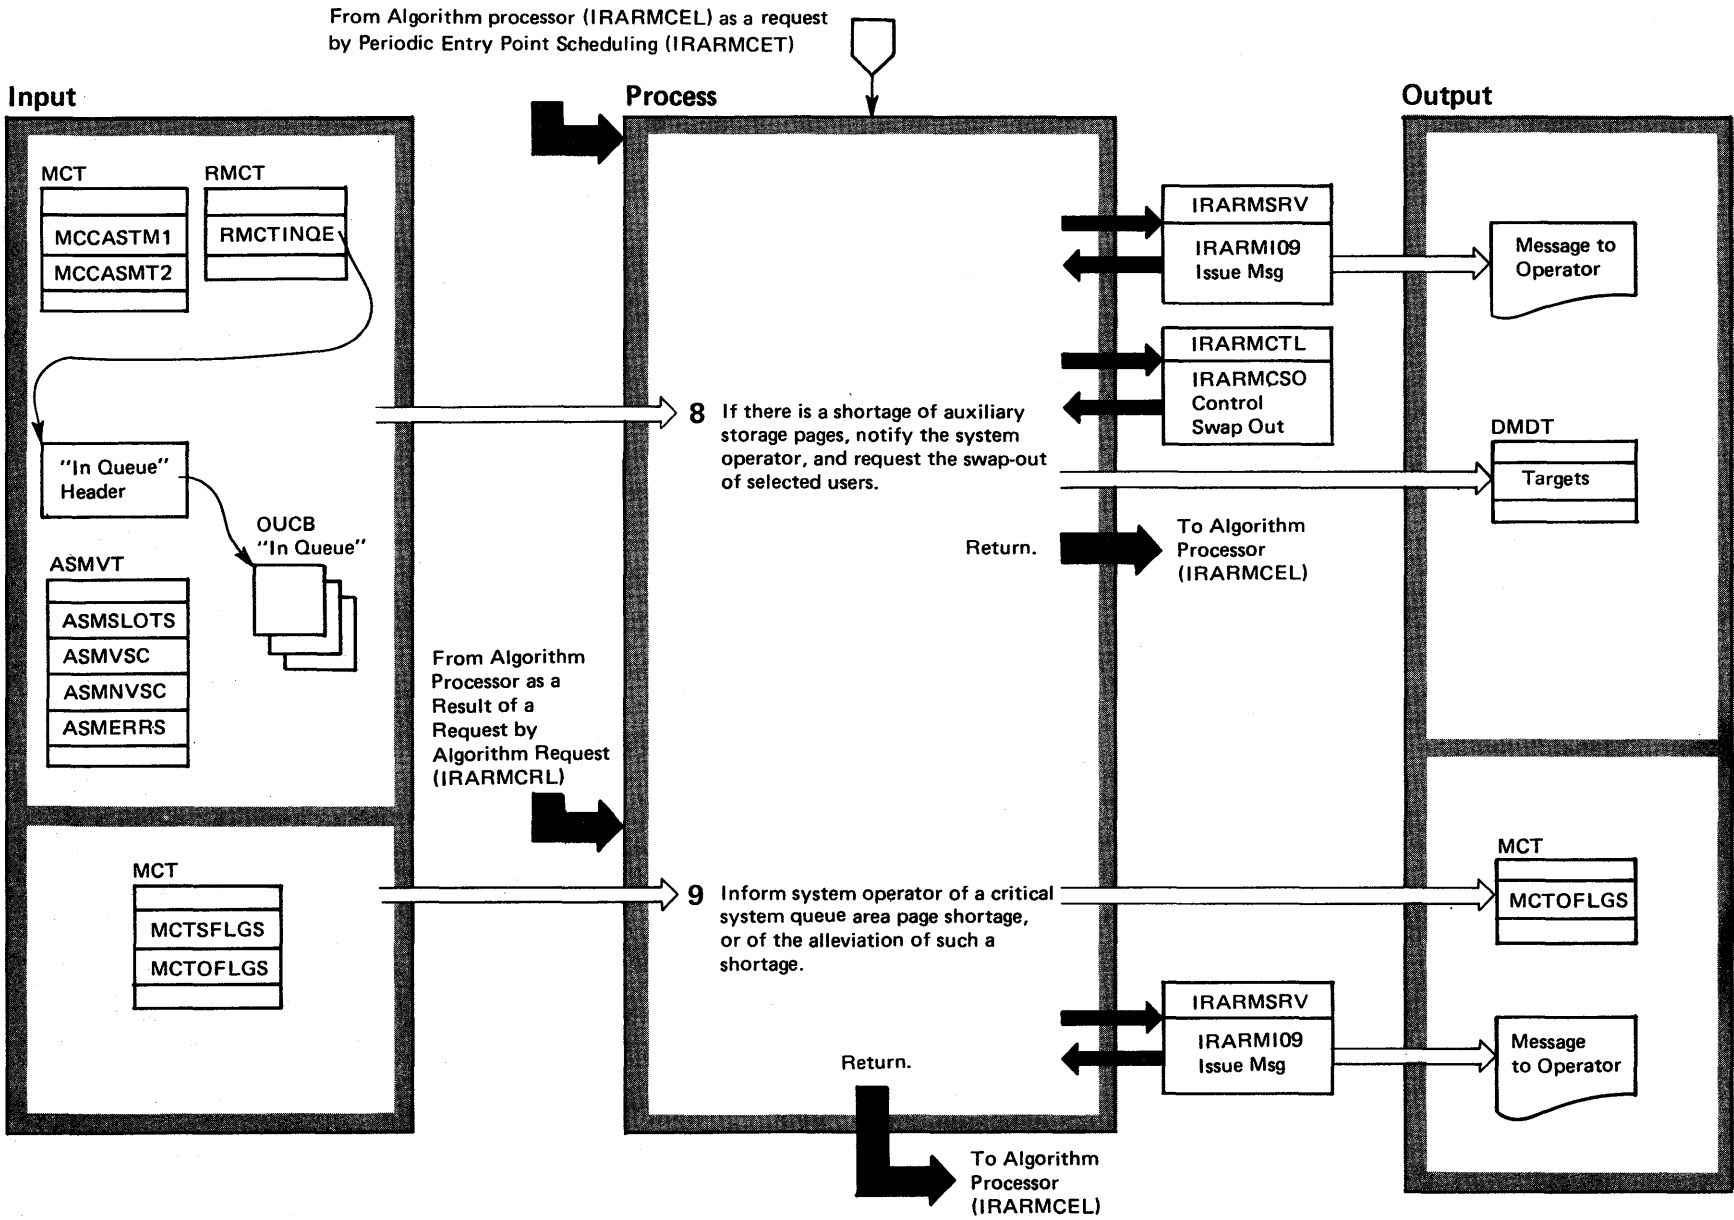 From Algorithm processor (IRARMCEL) as a request
by Periodic Entry Point Scheduling (IRARMCET)
Input
Process
Output
MCT
MCCASTM1
MCCASMT2
RMCT
RMCTINQE
"In Queue"
Header
OUCB
"In Queue"
ASMVT
ASMSLOTS
ASMVSC
ASMNVSC
ASMERRS
8 If there is a shortage of auxiliary
storage pages, notify the system
operator, and request the swap-out
of selected users.
Return.
IRARMSRV
IRARMI09
Issue Msg
IRARMCTL
IRARMCSO
Control
Swap Out
To Algorithm
Processor
(IRARMCEL)
Message to
Operator
DMDT
Targets
From Algorithm
Processor as a
Result of a
Request by
Algorithm Request
(IRARMCRL)
MCT
MCTSFLGS
MCTOFLGS
9 Inform system operator of a critical
system queue area page shortage,
or of the alleviation of such a
shortage.
Return.
To Algorithm
Processor
(IRARMCEL)
IRARMSRV
IRARMI09
Issue Msg
MCT
MCTOFLGS
Message
to Operator